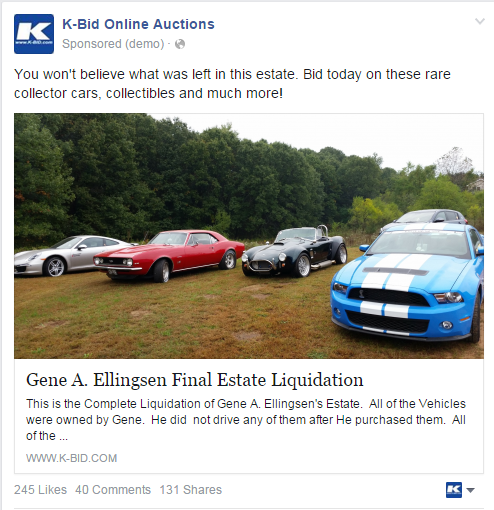 K-Bid Online Auctions
Sponsored (demo) ·
You won't believe what was left in this estate. Bid today on these rare
collector cars, collectibles and much more!
Gene A. Ellingsen Final Estate Liquidation
This is the Complete Liquidation of Gene A. Ellingsen's Estate.  All of the Vehicles
were owned by Gene.  He did  not drive any of them after He purchased them.  All
of the ...
WWW.K-BID.COM
245 Likes   40 Comments   131 Shares
K
www.K-BID.com
K